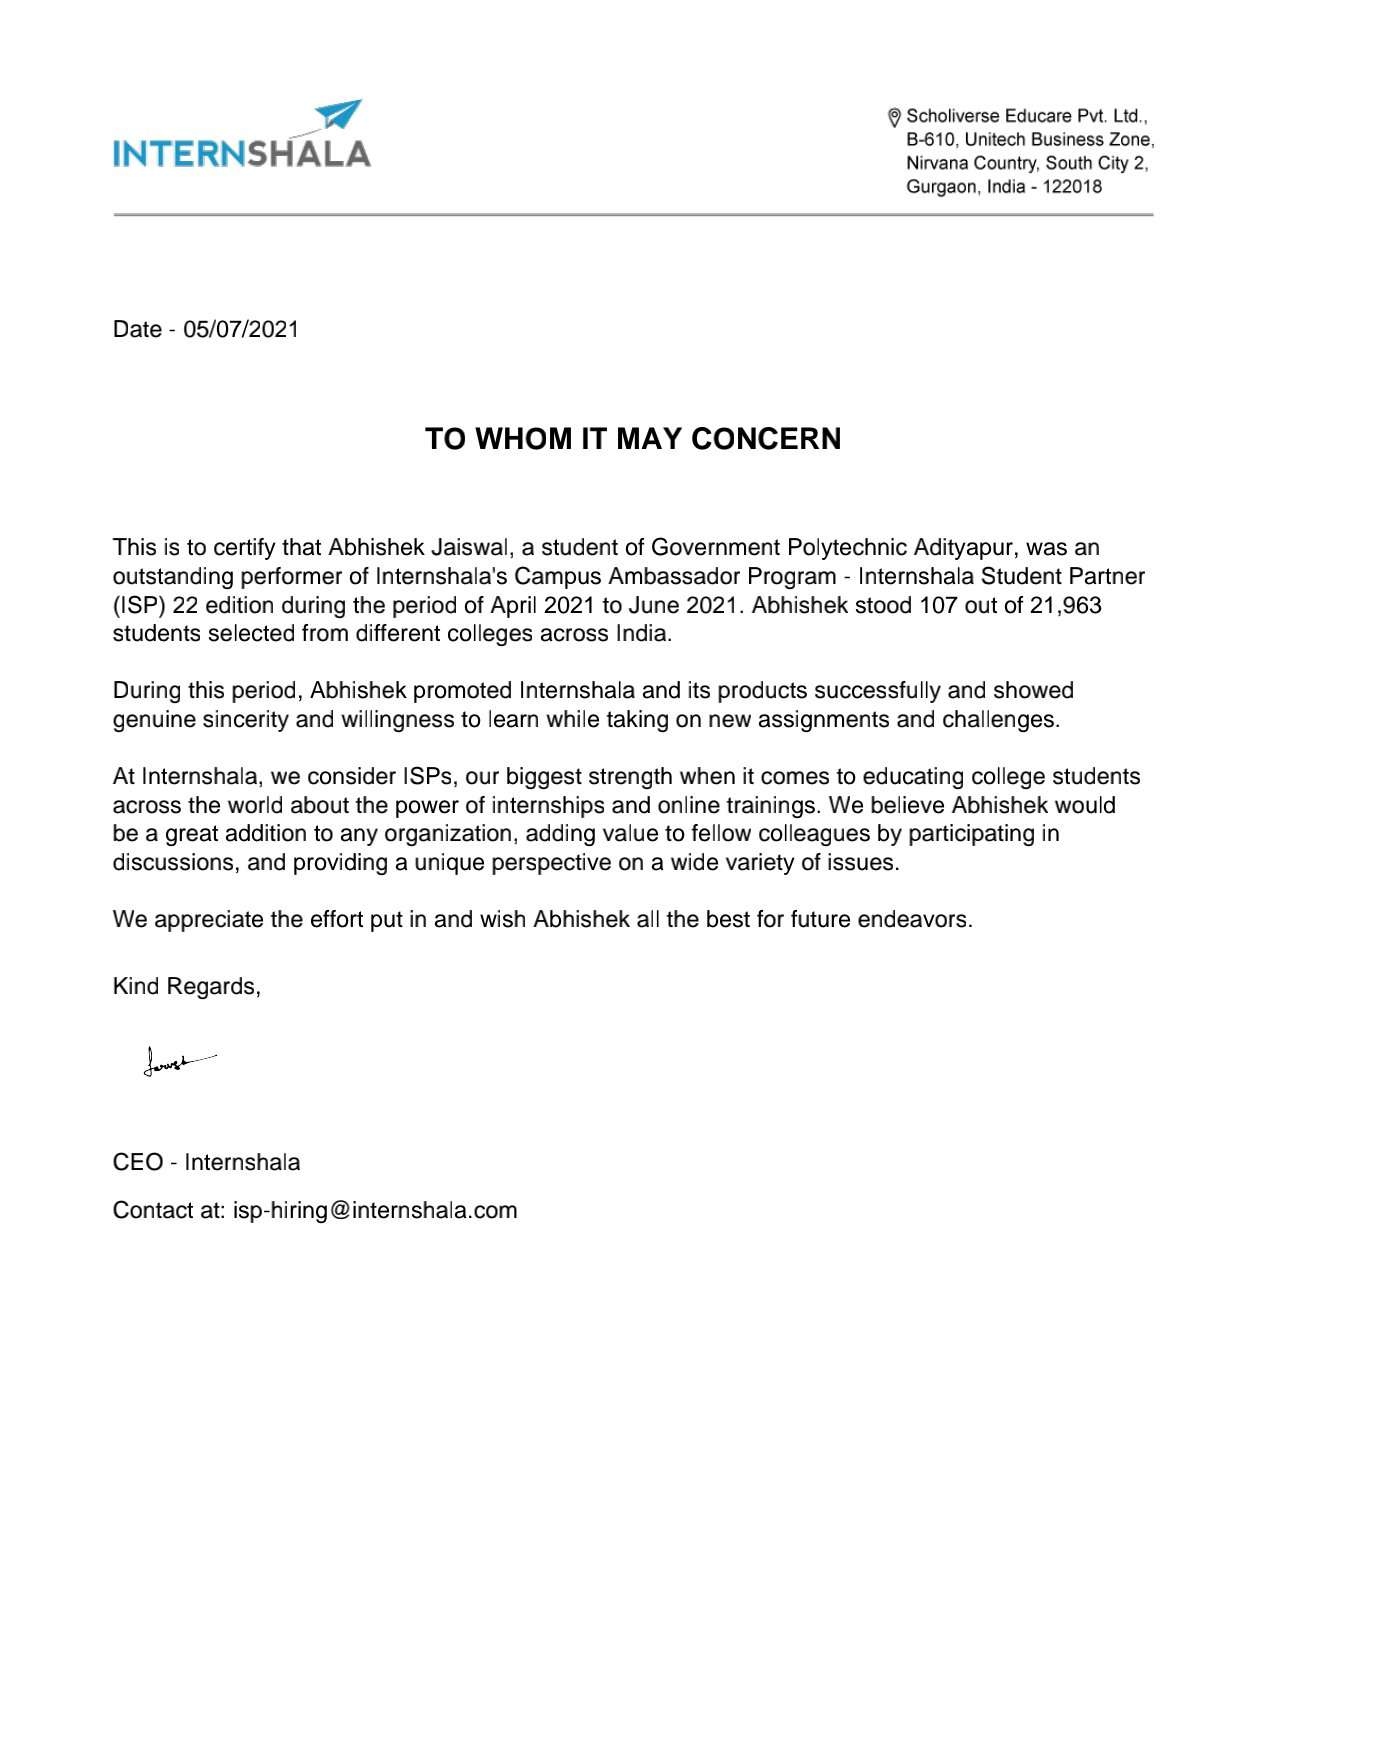 INTERNSHALA
Scholiverse Educare Pvt. Ltd.,
B-610, Unitech Business Zone,
Nirvana Country, South City 2,
Gurgaon, India - 122018
Date - 05/07/2021
TO WHOM IT MAY CONCERN
This is to certify that Abhishek Jaiswal, a student of Government Polytechnic Adityapur, was an
outstanding performer of Internshala's Campus Ambassador Program - Internshala Student Partner
(ISP) 22 edition during the period of April 2021 to June 2021. Abhishek stood 107 out of 21,963
students selected from different colleges across India.
During this period, Abhishek promoted Internshala and its products successfully and showed
genuine sincerity and willingness to learn while taking on new assignments and challenges.
At Internshala, we consider ISPs, our biggest strength when it comes to educating college students
across the world about the power of internships and online trainings. We believe Abhishek would
be a great addition to any organization, adding value to fellow colleagues by participating in
discussions, and providing a unique perspective on a wide variety of issues.
We appreciate the effort put in and wish Abhishek all the best for future endeavors.
Kind Regards,
CEO - Internshala
Contact at: isp-hiring@internshala.com